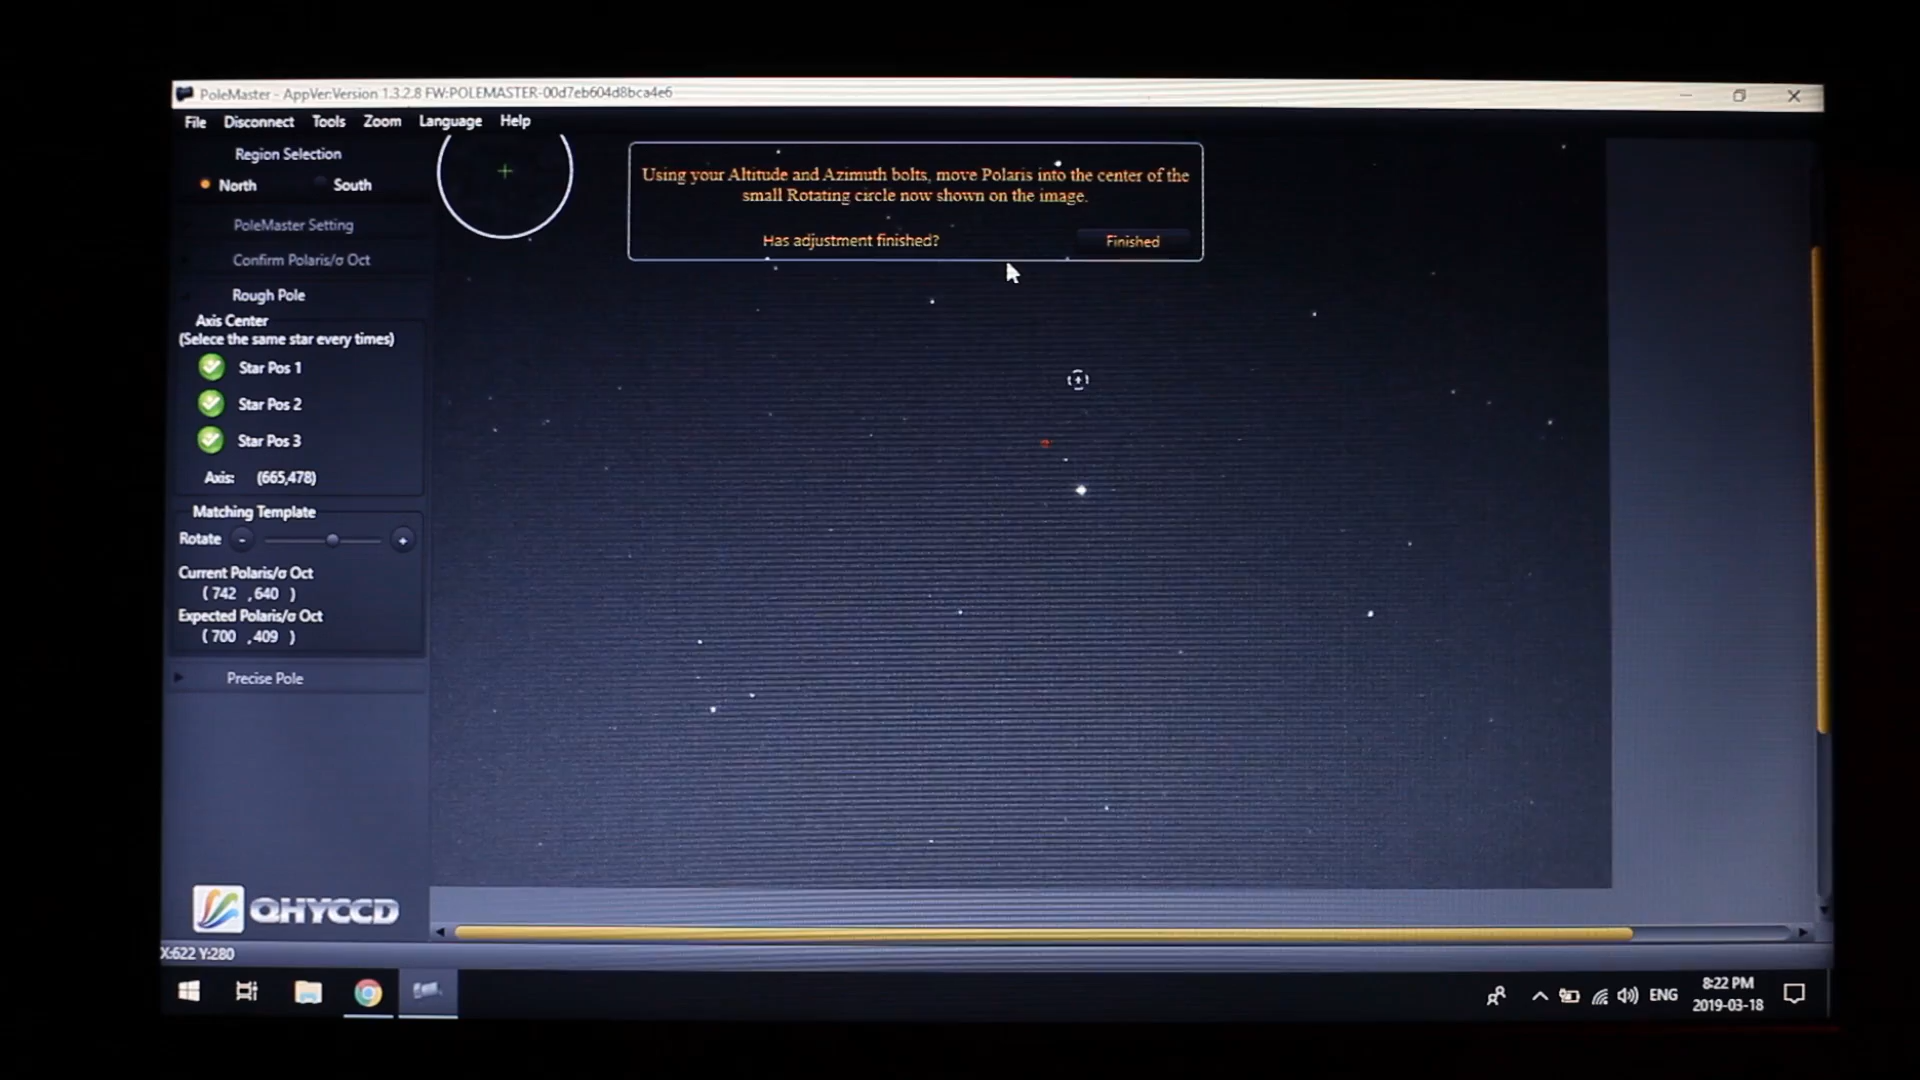 PoleMaster - AppVer:Version 1.3.2.8 FW:POLEMASTER-00d7eb604d8bca4e6
File Disconnect Tools Zoom Language Help
Region Selection
North South
PoleMaster Setting
Confirm Polaris/σ Oct
Rough Pole
Axis Center
(Selece the same star every times)
Star Pos 1
Star Pos 2
Star Pos 3
Axis: (665,478)
Matching Template
Rotate - +
Current Polaris/σ Oct
(742 ,640 )
Expected Polaris/σ Oct
(700 ,409 )
Precise Pole
QHYCCD
X:622 Y:280
Using your Altitude and Azimuth bolts, move Polaris into the center of the
small Rotating circle now shown on the image.
Has adjustment finished? Finished
ENG
8:22 PM
2019-03-18